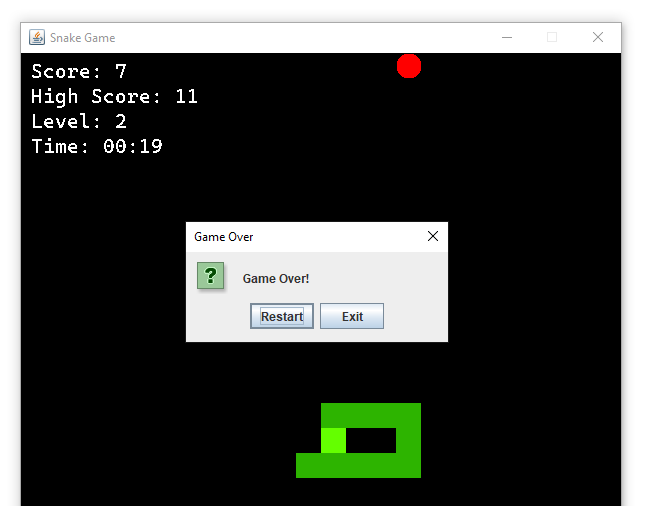 Snake Game
Score: 7
High Score: 11
Level: 2
Time: 00:19
Game Over
?
Game Over!
Restart Exit